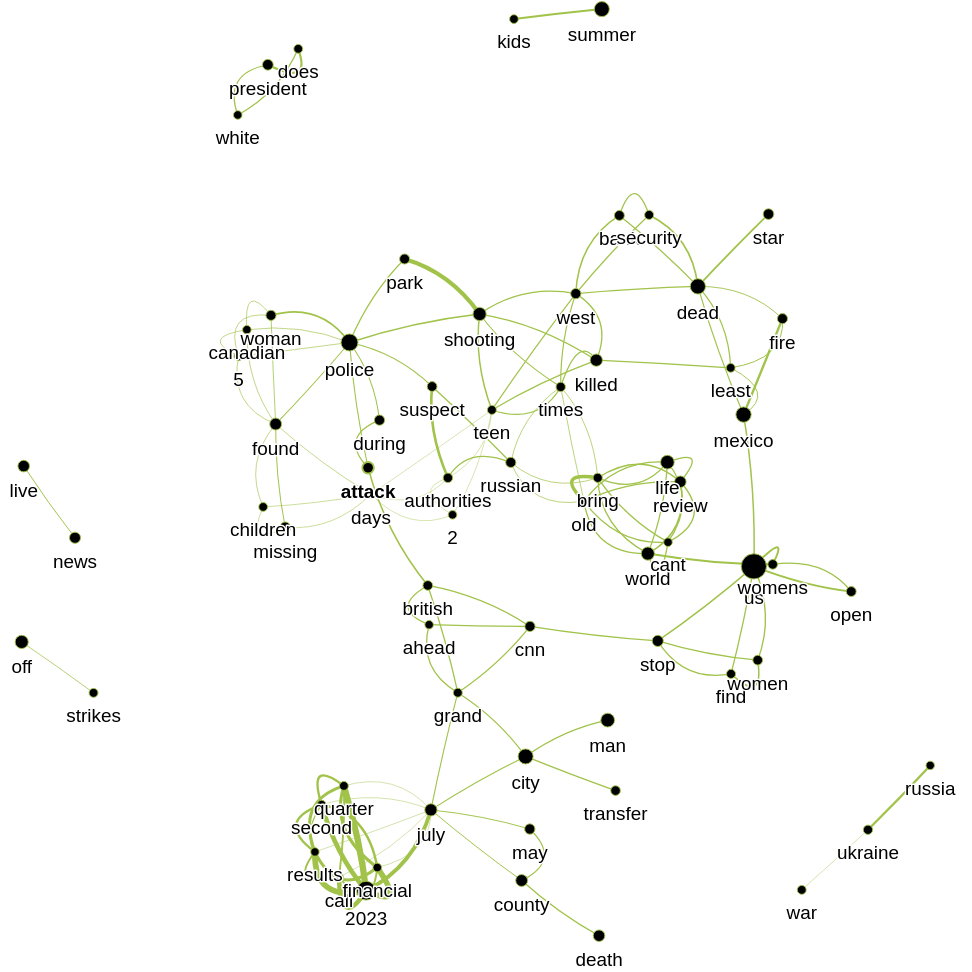 kids
summer
does
president
white
security
star
park
dead
west
shooting
fire
woman
canadian
police
5
killed
least
suspect
times
mexico
teen
during
found
live
attack
authorities
russian
life
bring
review
days
old
children
2
missing
news
cant
world
womens
us
british
open
ahead
cnn
off
stop
women
find
strikes
grand
man
city
russia
quarter
transfer
second
july
may
ukraine
results
financial
county
2023
war
death